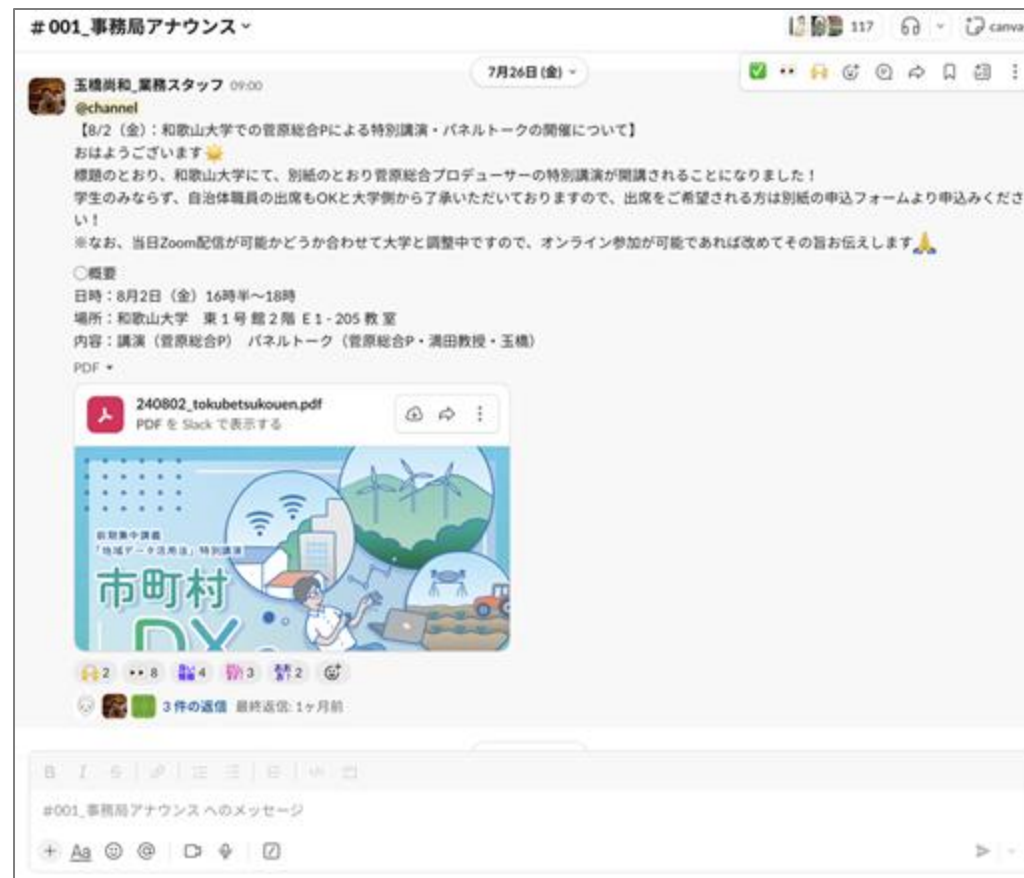 #001_事務局アナウンス
117
canva
7月26日 (金)
玉橋尚和_業務スタッフ 09:00
@channel
【8/2（金）：和歌山大学での菅原総合Pによる特別講演・パネルトークの開催について】
おはようございます
標題のとおり、和歌山大学にて、別紙のとおり菅原総合プロデューサーの特別講演が開講されることになりました！
学生のみならず、自治体職員の出席もOKと大学側から了承いただいておりますので、出席をご希望される方は別紙の申込フォームより申込みくださ
い！
※なお、当日Zoom配信が可能かどうか合わせて大学と調整中ですので、オンライン参加が可能であれば改めてその旨お伝えします
○概要
日時：8月2日（金）16時半～18時
場所：和歌山大学　東１号館２階 E１-205 教室
内容：講演（菅原総合P）　パネルトーク（菅原総合P・満田教授・玉橋）
PDF
240802_tokubetsukouen.pdf
PDF を Slack で表示する
前期集中講義
「地域データ活用法」特別講演
市町村
DX
2 8 4 3 2
3 件の返信 最終返信: 1ヶ月前
B I S
#001_事務局アナウンス へのメッセージ
Aa